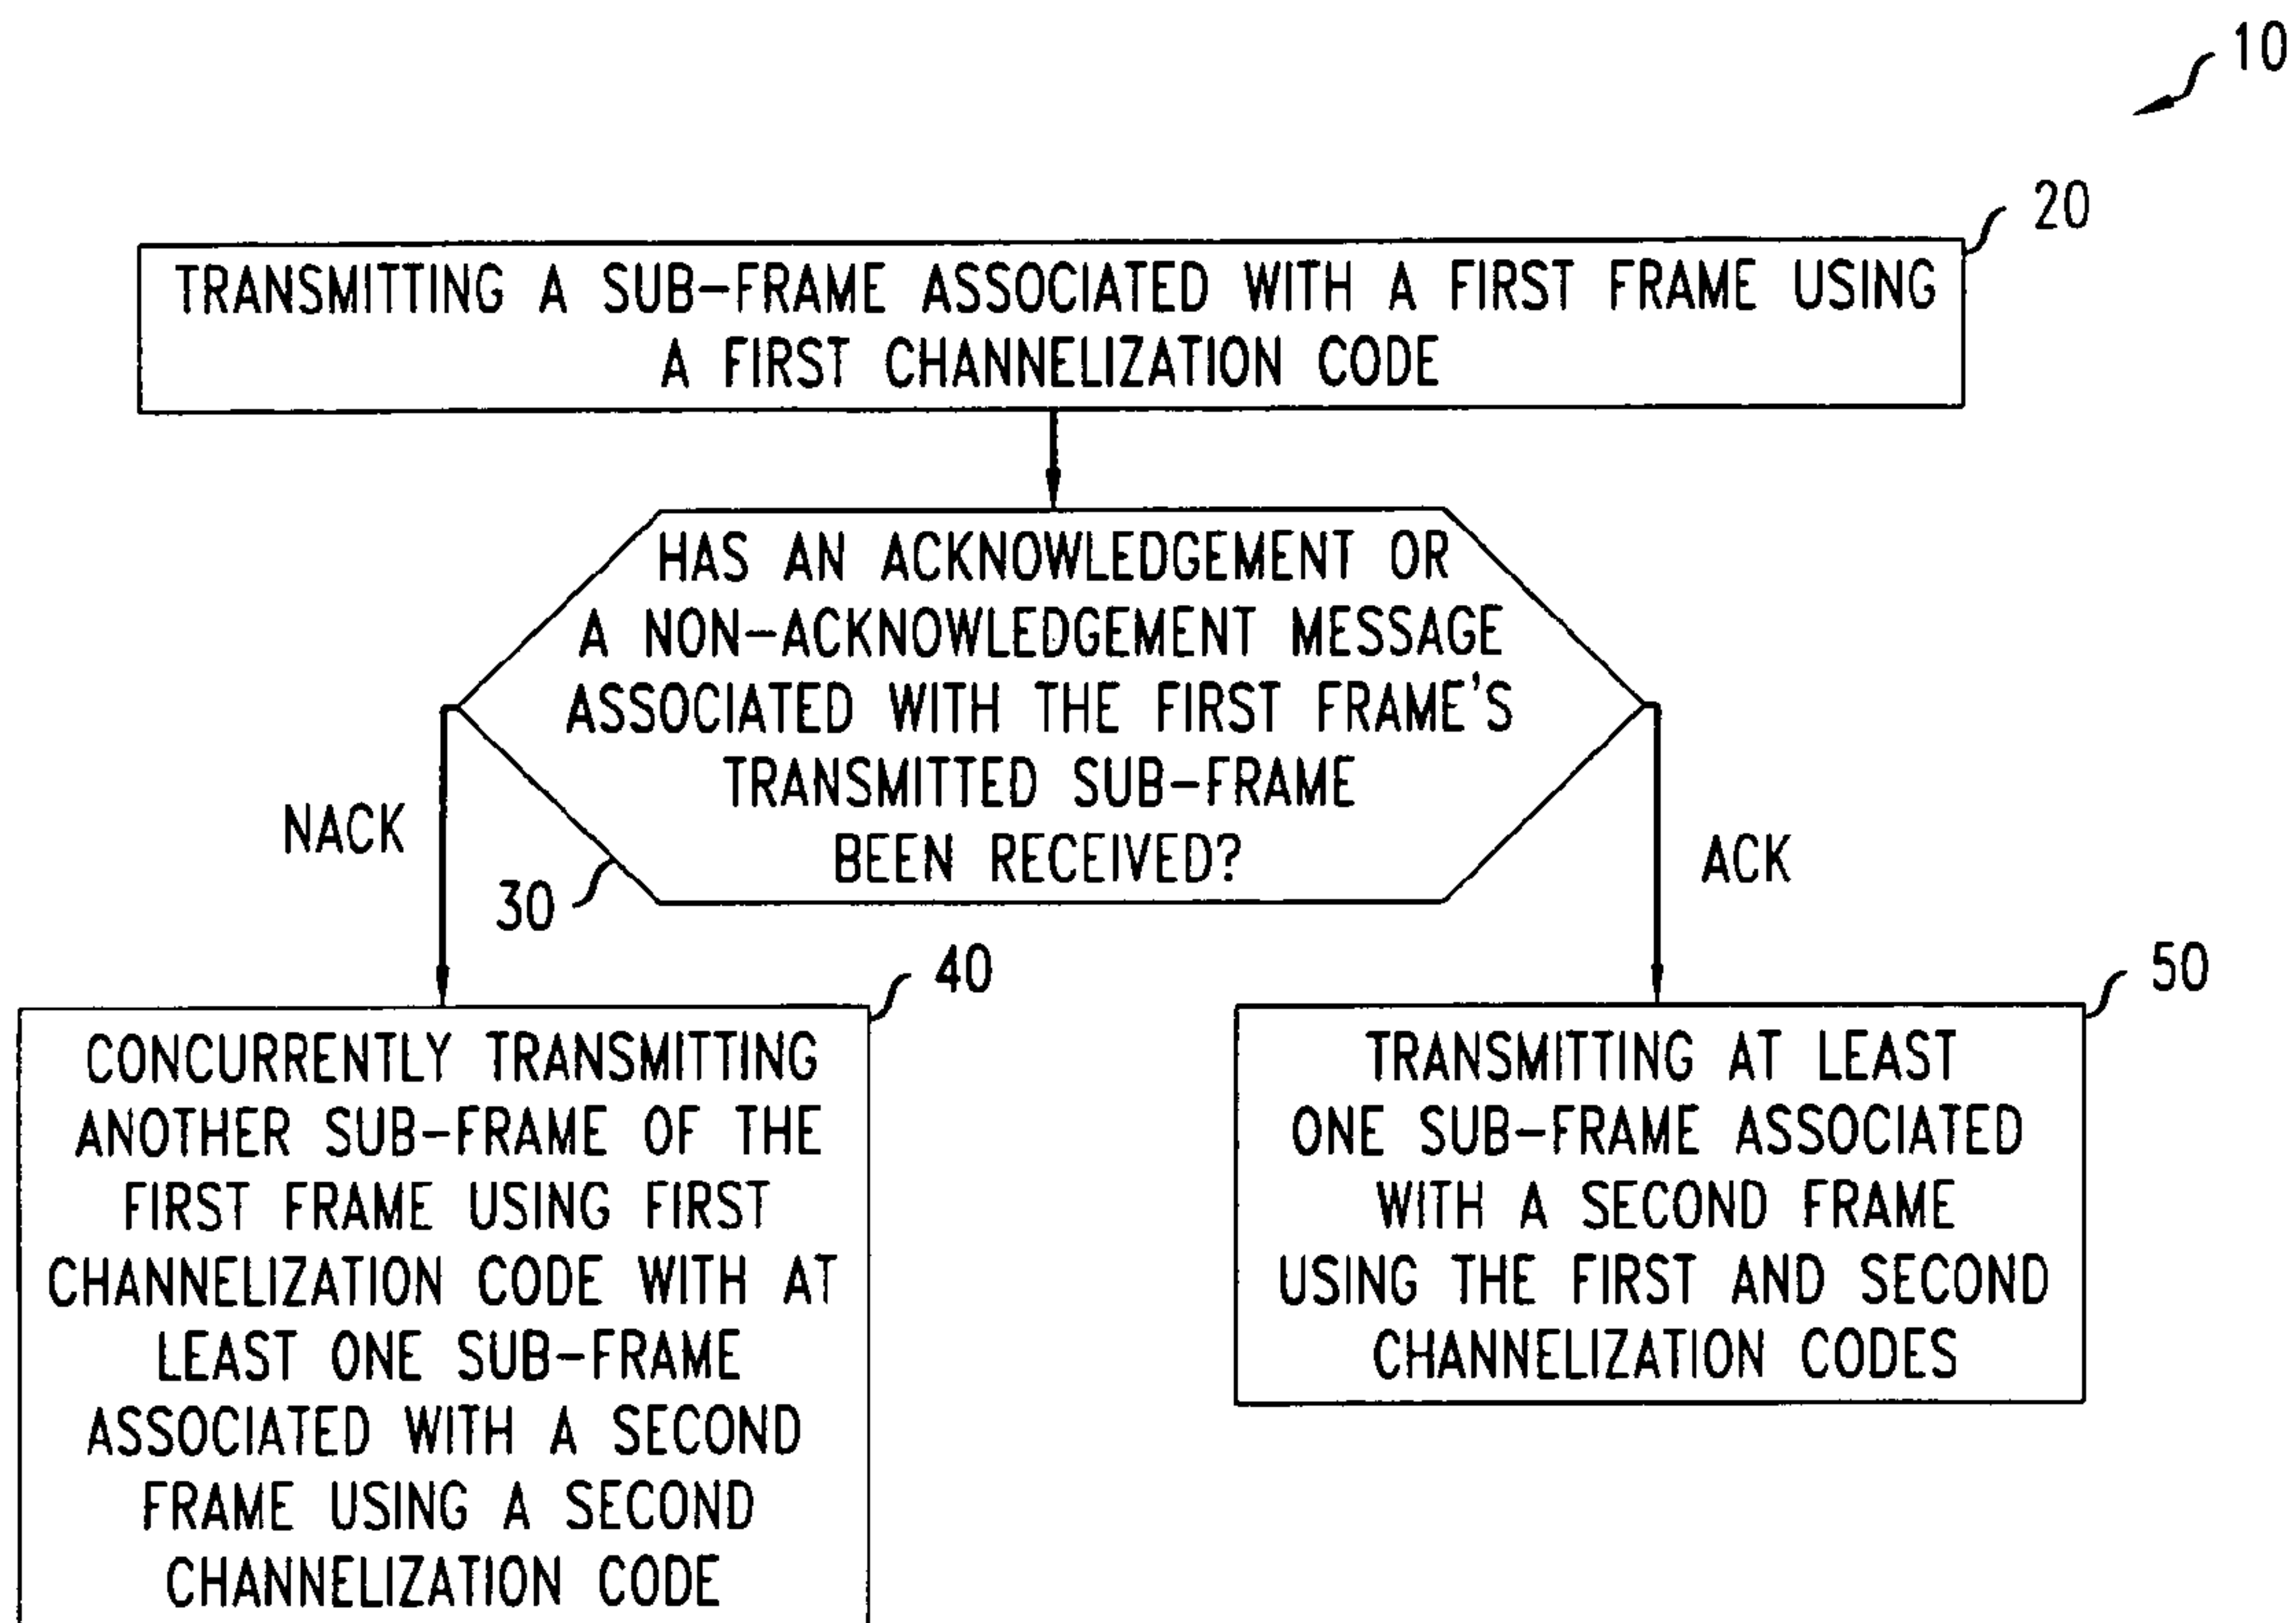 10
20
TRANSMITTING A SUB-FRAME ASSOCIATED WITH A FIRST FRAME USING
A FIRST CHANNELIZATION CODE
HAS AN ACKNOWLEDGEMENT OR
A NON-ACKNOWLEDGEMENT MESSAGE
ASSOCIATED WITH THE FIRST FRAME'S
TRANSMITTED SUB-FRAME
BEEN RECEIVED?
NACK
30
ACK
40
CONCURRENTLY TRANSMITTING
ANOTHER SUB-FRAME OF THE
FIRST FRAME USING FIRST
CHANNELIZATION CODE WITH AT
LEAST ONE SUB-FRAME
ASSOCIATED WITH A SECOND
FRAME USING A SECOND
CHANNELIZATION CODE
50
TRANSMITTING AT LEAST
ONE SUB-FRAME ASSOCIATED
WITH A SECOND FRAME
USING THE FIRST AND SECOND
CHANNELIZATION CODES